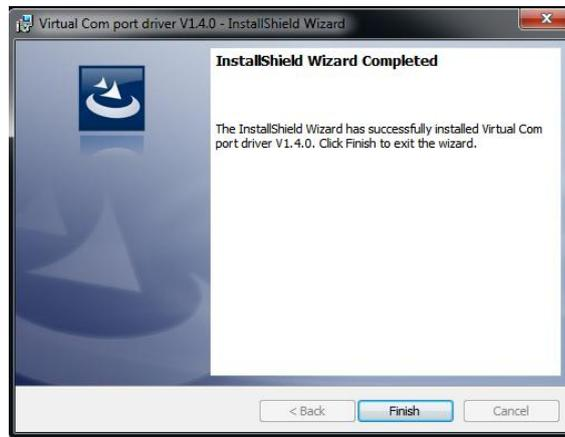 Virtual Com port driver V1.4.0 - InstallShield Wizard
InstallShield Wizard Completed
The InstallShield Wizard has successfully installed Virtual Com
port driver V1.4.0. Click Finish to exit the wizard.
< Back
Finish
Cancel